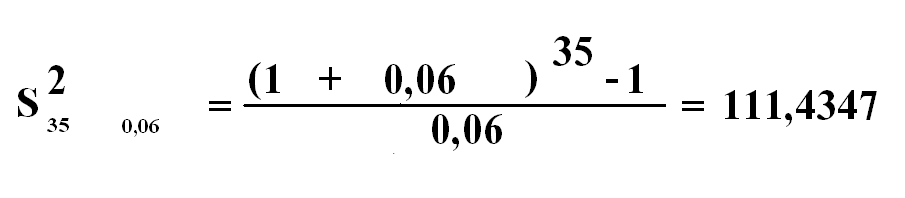 S 2 35 0,06 = (1 + 0,06 ) 35 - 1 = 111,4347
0,06